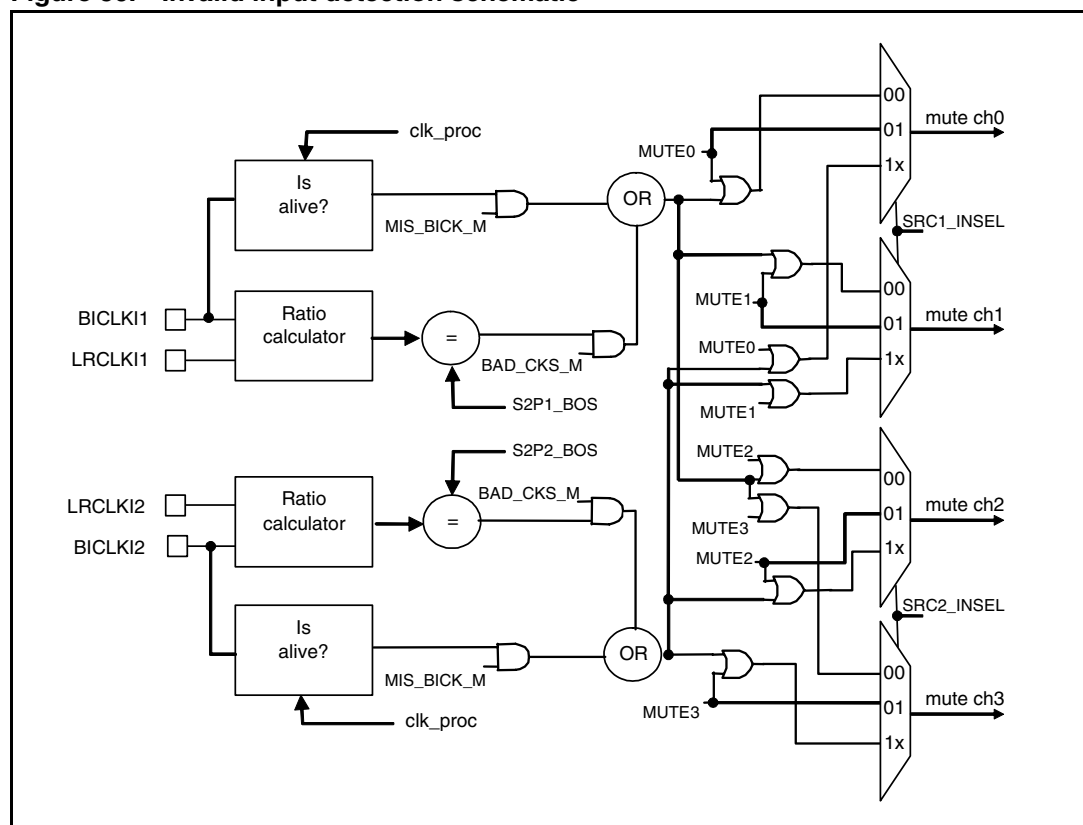 Figure Invalid input detection schematic
clk_proc
Is
alive?
MIS_BICK_M
OR
MUTE0
00
01
1x
mute ch0
SRC1_INSEL
BICLKI1
LRCLKI1
Ratio
calculator
=
BAD_CKS_M
S2P1_BOS
MUTE1
MUTE0
MUTE1
00
01
1x
mute ch1
LRCLKI2
BICLKI2
Ratio
calculator
S2P2_BOS
=
BAD_CKS_M
MUTE2
MUTE3
MUTE2
00
01
1x
mute ch2
SRC2_INSEL
Is
alive?
MIS_BICK_M
clk_proc
OR
MUTE3
00
01
1x
mute ch3